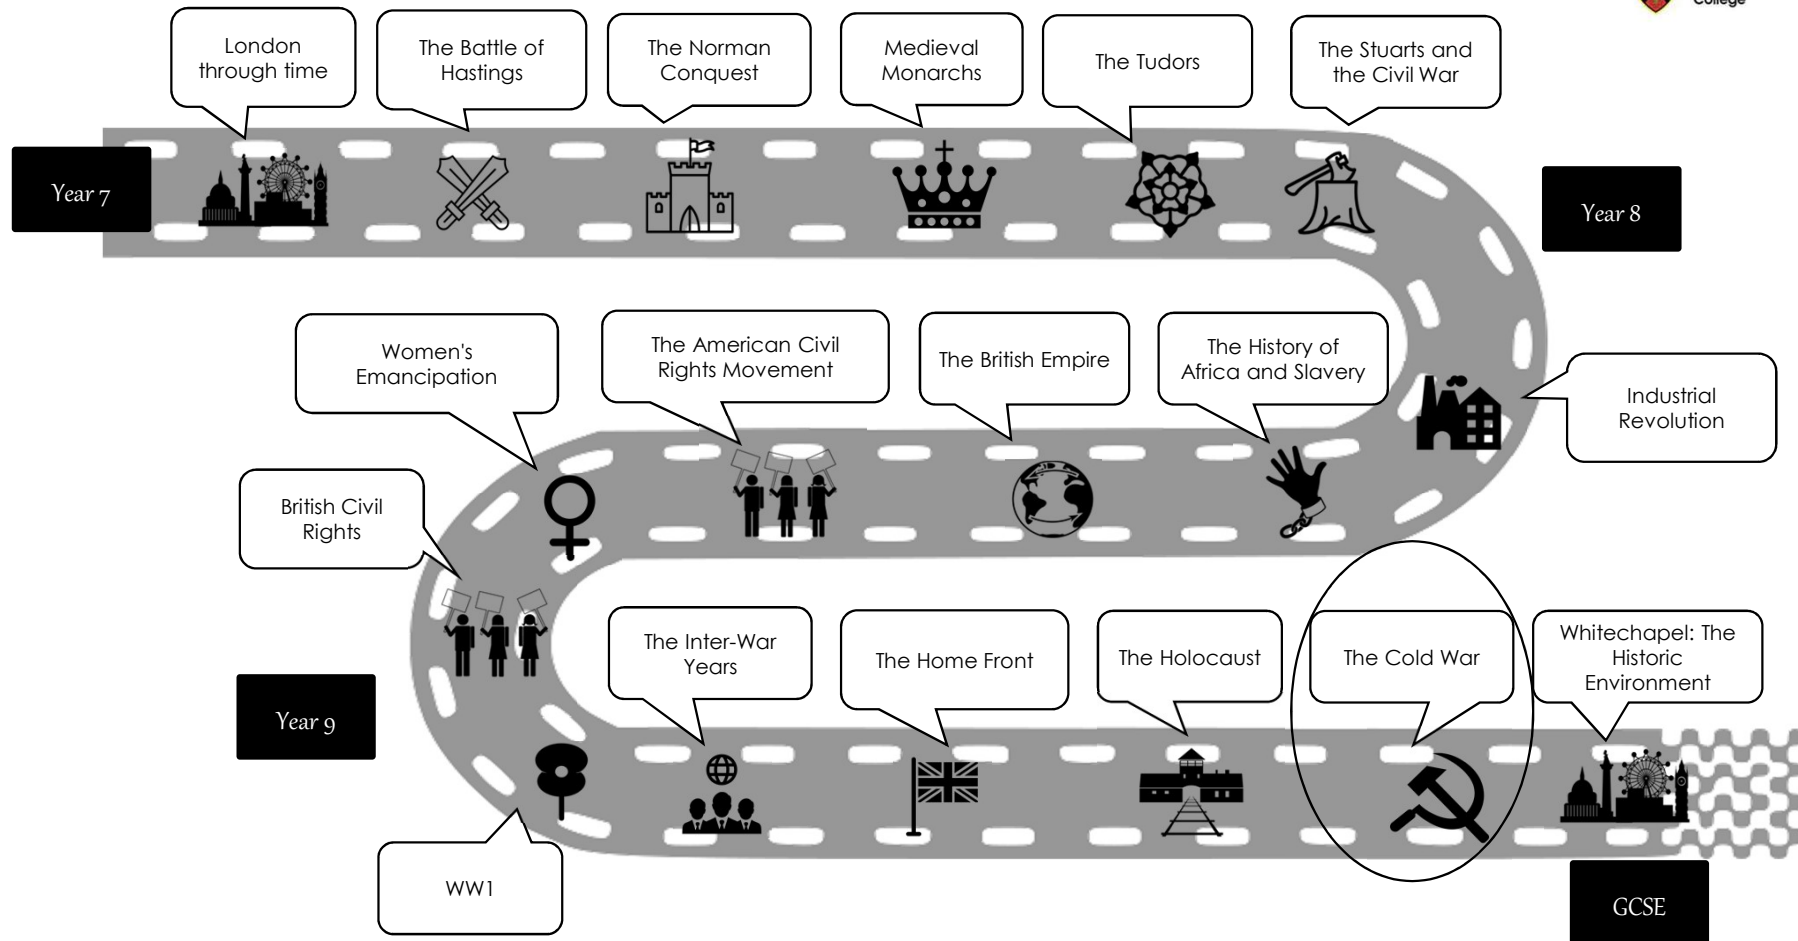 College
London
through time
The Battle of
Hastings
The Norman
Conquest
Medieval
Monarchs
The Tudors
The Stuarts and
the Civil War
Year 7
Year 8
Women's
Emancipation
The American Civil
Rights Movement
The British Empire
The History of
Africa and Slavery
Industrial
Revolution
British Civil
Rights
The Inter-War
Years
The Home Front
The Holocaust
The Cold War
Whitechapel: The
Historic
Environment
Year 9
WW1
GCSE